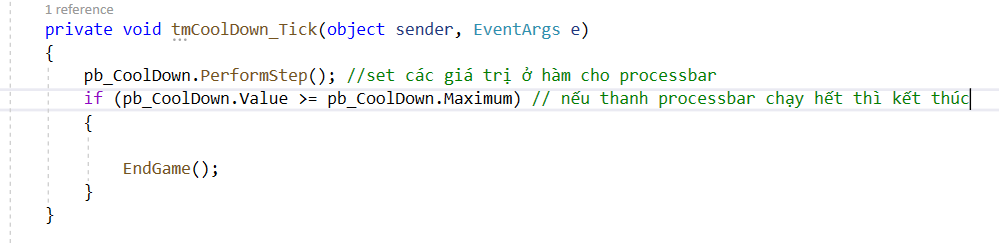 1 reference
private void tmCoolDown_Tick(object sender, EventArgs e)
{
pb_CoolDown.PerformStep(); //set các giá trị ở hàm cho processbar
if (pb_CoolDown.Value >= pb_CoolDown.Maximum) // nếu thanh processbar chạy hết thì kết thúc
{
EndGame();
}
}